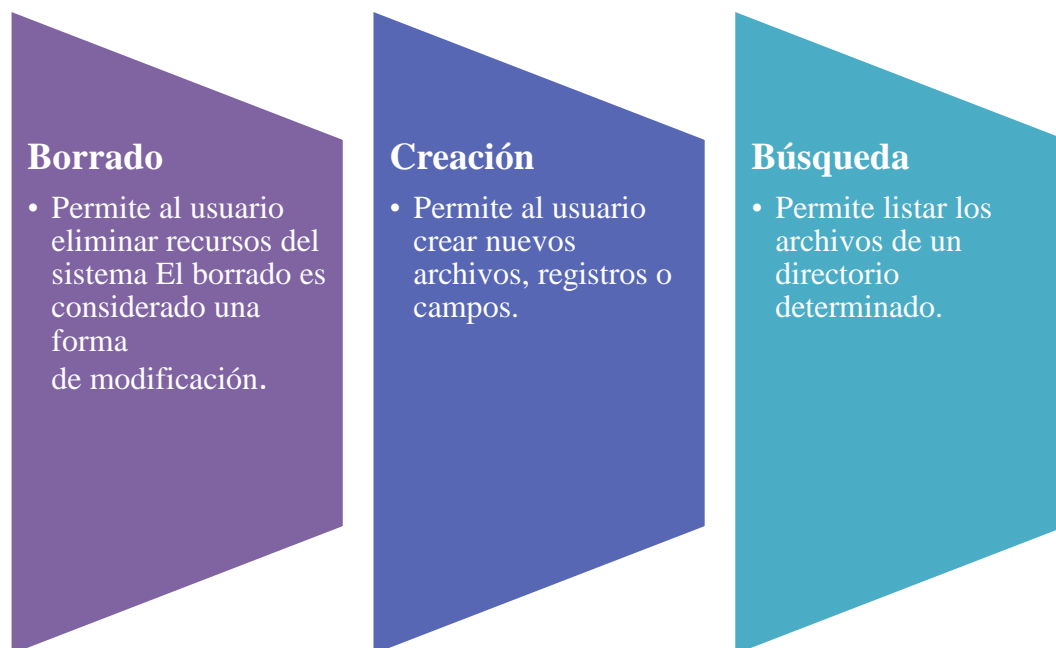 Borrado
• Permite al usuario
eliminar recursos del
sistema El borrado es
considerado una
forma
de modificación.
Creación
• Permite al usuario
crear nuevos
archivos, registros o
campos.
Búsqueda
• Permite listar los
archivos de un
directorio
determinado.